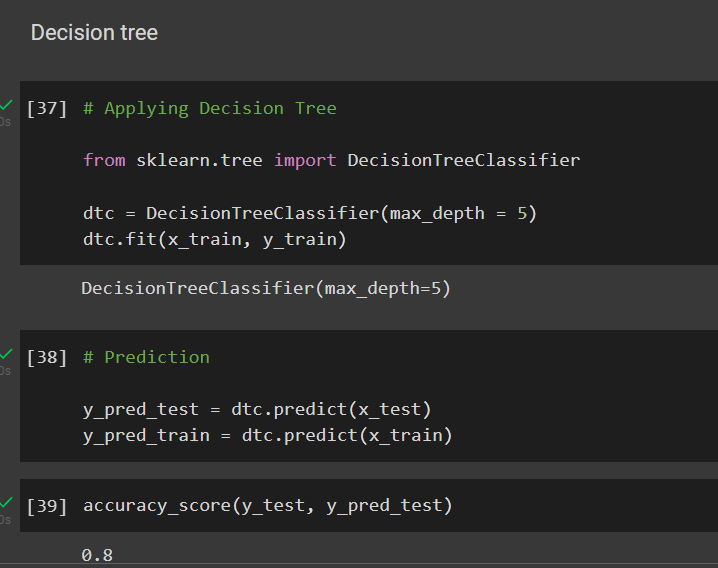 Decision tree
[37] # Applying Decision Tree
0s
from sklearn.tree import DecisionTreeClassifier
dtc = DecisionTreeClassifier(max_depth = 5)
dtc.fit(x_train, y_train)
DecisionTreeClassifier(max_depth=5)
[38] # Prediction
0s
y_pred_test = dtc.predict(x_test)
y_pred_train = dtc.predict(x_train)
[39] accuracy_score(y_test, y_pred_test)
0s
0.8